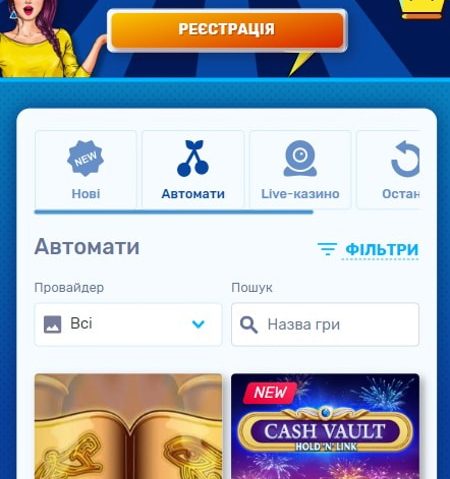 РЕЄСТРАЦІЯ
NEW
Нові
Автомати
Live-казино
Остан
Автомати
ФІЛЬТРИ
Провайдер
Пошук
Всі
Назва гри
NEW
CASH VAULT
HOLD 'N' LINK